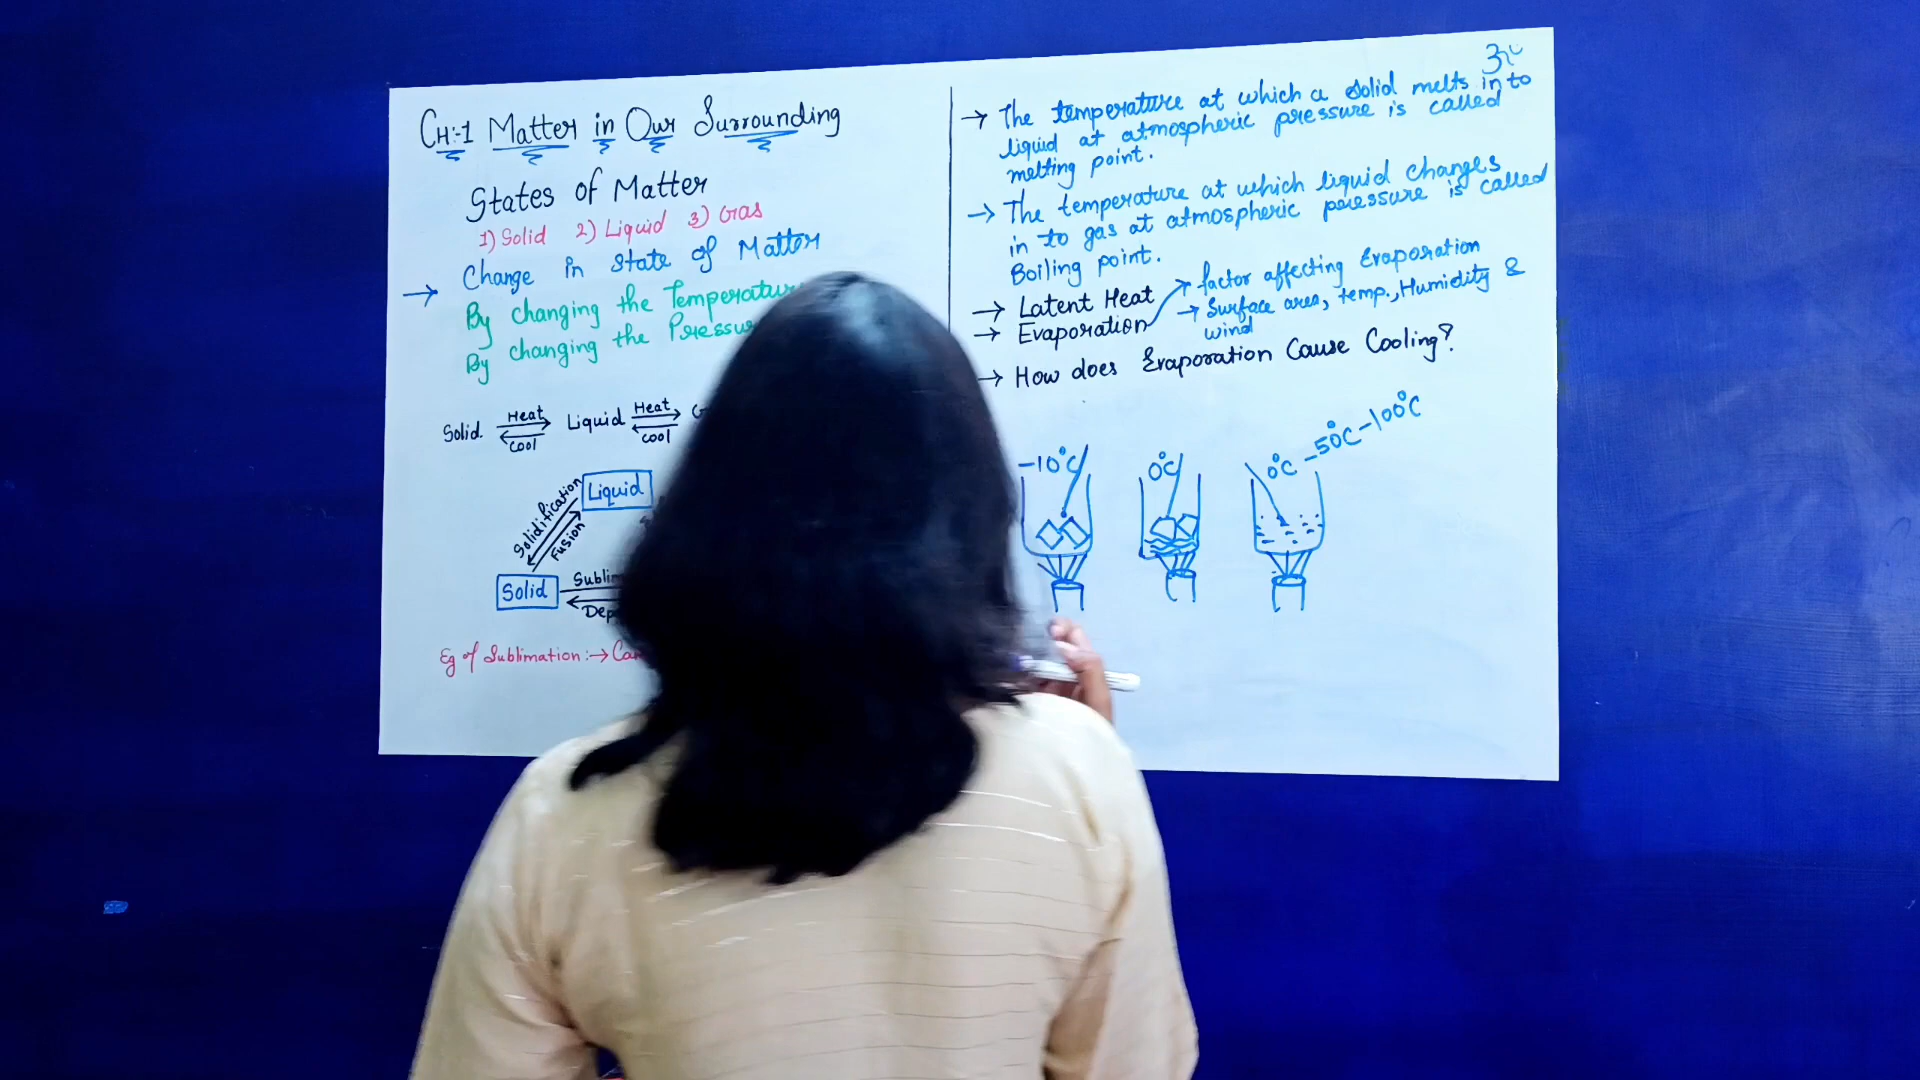 CH:-1 Matter in Our Surrounding
States of Matter
1) Solid 2) Liquid 3) Gas
→ Change in State of Matter
By changing the Temperature
By changing the Pressu
Solid Heat Liquid Heat
cool cool
Liquid
Solidification
Fusion
Solid
Sublim
Dep
Eg of Sublimation :→
→ The temperature at which a solid melts in to
liquid at atmospheric pressure is called
melting point.
→ The temperature at which liquid changes
in to gas at atmospheric pressure is called
Boiling point.
→ Latent Heat
→ Evaporation
→ factor affecting Evaporation
→ Surface area, temp., Humidity &
wind
→ How does Evaporation Cause Cooling?
-10°C
0°C
0°C -50°C -100°C